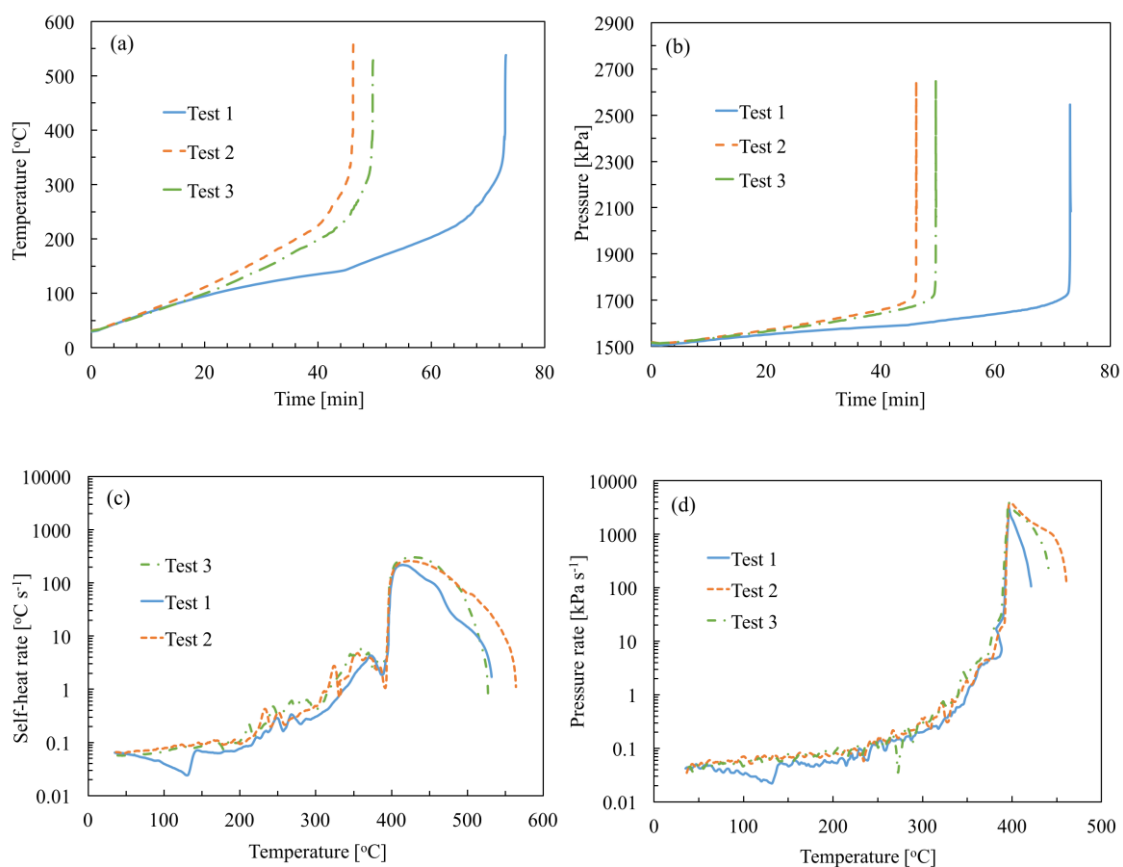 (a)
600
500
400
300
200
100
0
Temperature [°C]
Test 1
Test 2
Test 3
0 20 40 60 80
Time [min]
(b)
2900
2700
2500
2300
2100
1900
1700
1500
Pressure [kPa]
Test 1
Test 2
Test 3
0 20 40 60 80
Time [min]
(c)
10000
1000
100
10
1
0.1
0.01
Self-heat rate [°C s⁻¹]
Test 3
Test 1
Test 2
0 100 200 300 400 500 600
Temperature [°C]
(d)
10000
1000
100
10
1
0.1
0.01
Pressure rate [kPa s⁻¹]
Test 1
Test 2
Test 3
0 100 200 300 400 500
Temperature [°C]